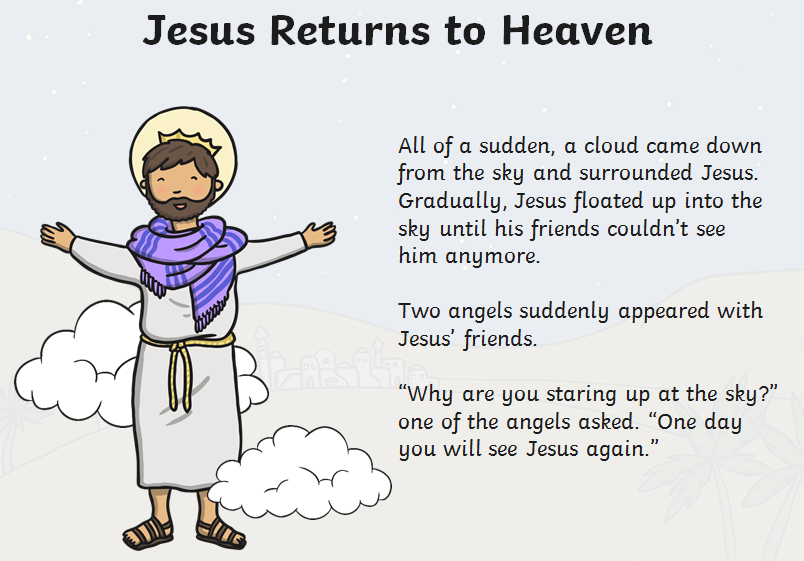 Jesus Returns to Heaven
All of a sudden, a cloud came down
from the sky and surrounded Jesus.
Gradually, Jesus floated up into the
sky until his friends couldn’t see
him anymore.
Two angels suddenly appeared with
Jesus’ friends.
“Why are you staring up at the sky?”
one of the angels asked. “One day
you will see Jesus again.”